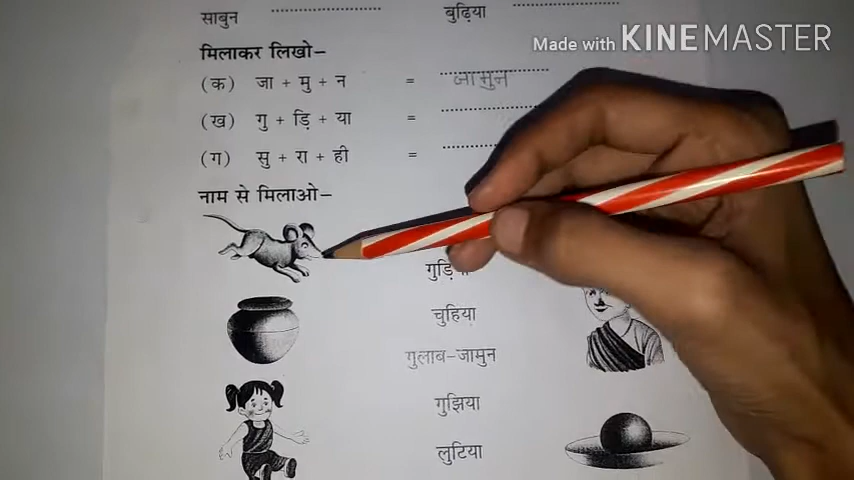 Made with KINEMASTER
साबुन .................... बुढ़िया ....................
मिलाकर लिखो–
(क) जा + मु + न = जामुन
(ख) गु + ड़ि + या = ....................
(ग) सु + रा + ही = ....................
नाम से मिलाओ–
चुहिया
गुलाब-जामुन
गुझिया
लुटिया